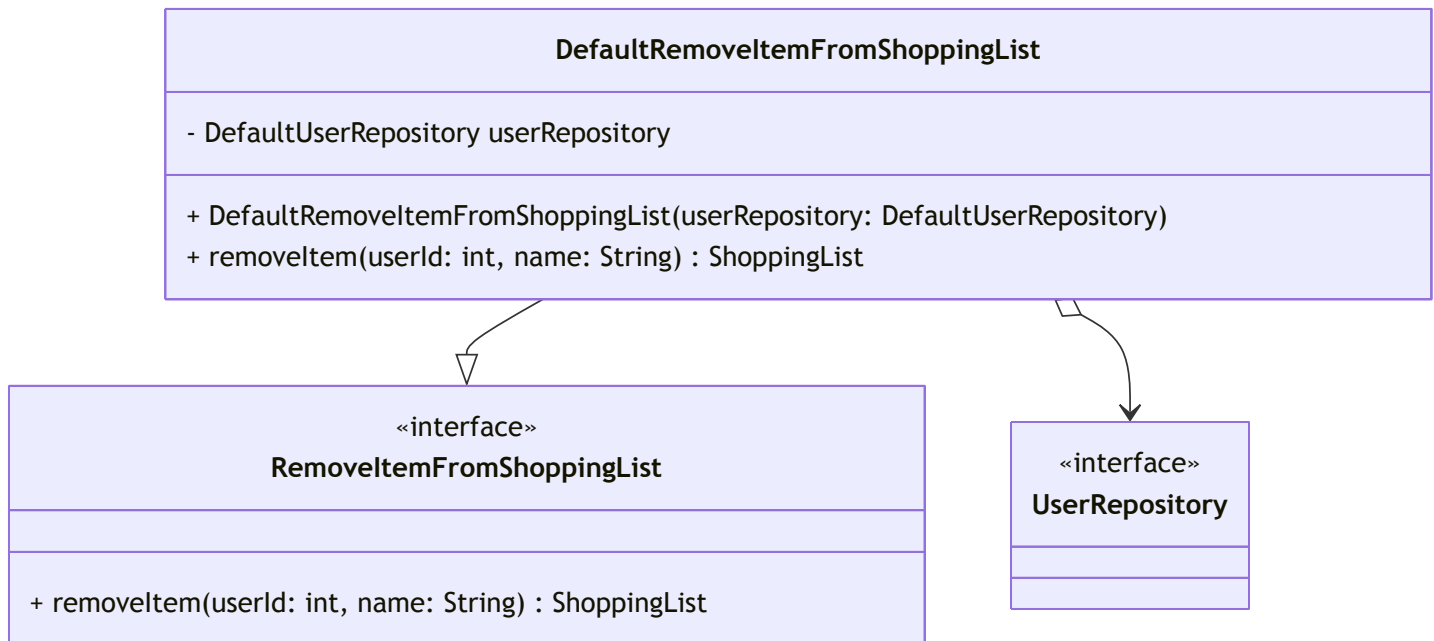 DefaultRemoveItemFromShoppingList
- DefaultUserRepository userRepository
+ DefaultRemoveItemFromShoppingList(userRepository: DefaultUserRepository)
+ removeItem(userId: int, name: String) : ShoppingList
«interface»
RemoveItemFromShoppingList
+ removeItem(userId: int, name: String) : ShoppingList
«interface»
UserRepository